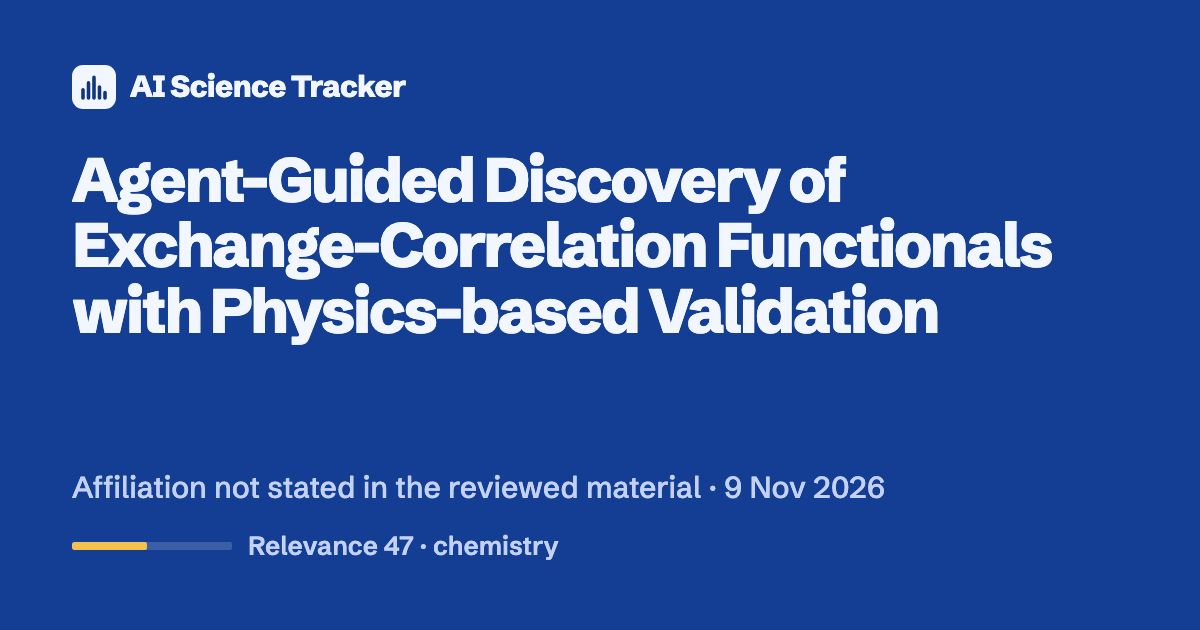 AI Science Tracker
Agent-Guided Discovery of
Exchange-Correlation Functionals
with Physics-based Validation
Affiliation not stated in the reviewed material · 9 Nov 2026
Relevance 47 · chemistry